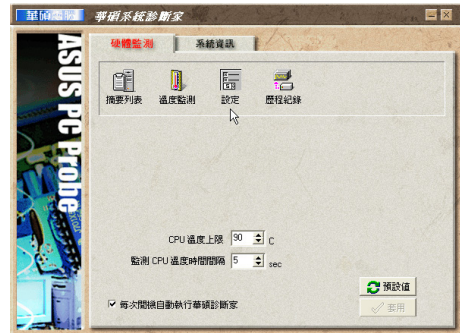 華碩電腦 華碩系統診斷家
ASUS PC Probe
硬體監測 系統資訊
摘要列表 溫度監測 設定 歷程紀錄
CPU 溫度上限 90 C
監測 CPU 溫度時間間隔 5 sec
預設值
每次開機自動執行華碩診斷家
套用